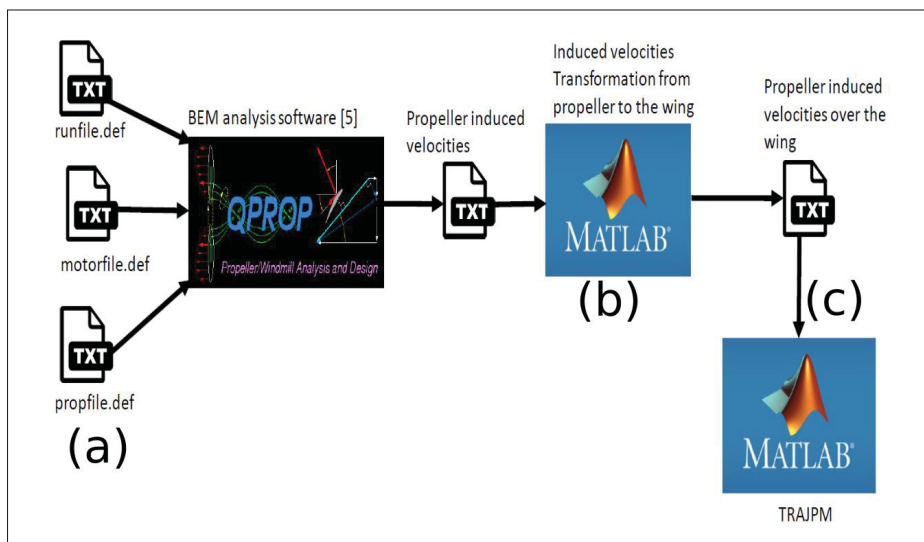 TXT
runfile.def
TXT
motorfile.def
TXT
propfile.def
(a)
BEM analysis software [5]
QPROP
Propeller/Windmill Analysis and Design
Propeller induced
velocities
TXT
Induced velocities
Transformation from
propeller to the wing
MATLAB®
(b)
Propeller induced
velocities over the
wing
TXT
(c)
MATLAB®
TRAJPM